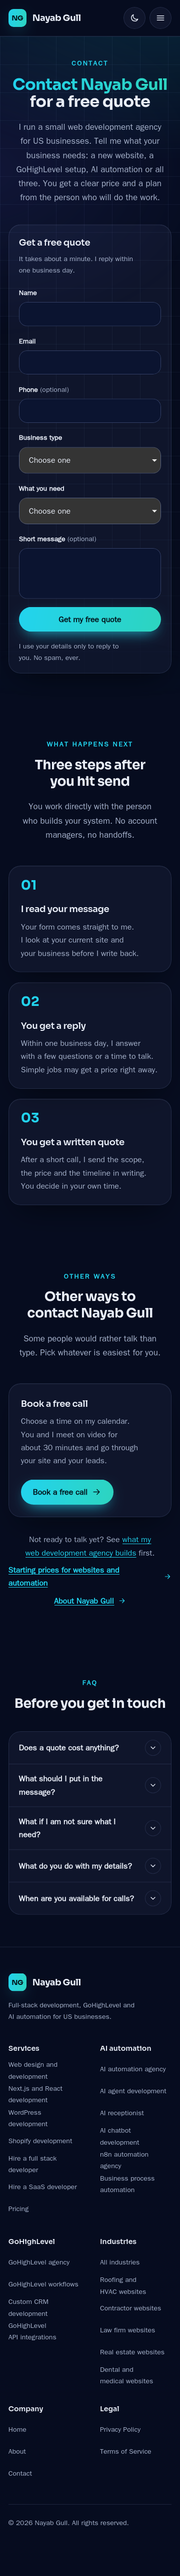 NG Nayab Gull
CONTACT
Contact Nayab Gull
for a free quote
I run a small web development agency
for US businesses. Tell me what your
business needs: a new website, a
GoHighLevel setup, AI automation or all
three. You get a clear price and a plan
from the person who will do the work.
Get a free quote
It takes about a minute. I reply within
one business day.
Name
Email
Phone (optional)
Business type
Choose one
What you need
Choose one
Short message (optional)
Get my free quote
I use your details only to reply to
you. No spam, ever.
WHAT HAPPENS NEXT
Three steps after
you hit send
You work directly with the person
who builds your system. No account
managers, no handoffs.
01
I read your message
Your form comes straight to me.
I look at your current site and
your business before I write back.
02
You get a reply
Within one business day, I answer
with a few questions or a time to talk.
Simple jobs may get a price right away.
03
You get a written quote
After a short call, I send the scope,
the price and the timeline in writing.
You decide in your own time.
OTHER WAYS
Other ways to
contact Nayab Gull
Some people would rather talk than
type. Pick whatever is easiest for you.
Book a free call
Choose a time on my calendar.
You and I meet on video for
about 30 minutes and go through
your site and your leads.
Book a free call →
Not ready to talk yet? See what my
web development agency builds first.
Starting prices for websites and
automation →
About Nayab Gull →
FAQ
Before you get in touch
Does a quote cost anything?
What should I put in the
message?
What if I am not sure what I
need?
What do you do with my details?
When are you available for calls?
NG Nayab Gull
Full-stack development, GoHighLevel and
AI automation for US businesses.
Services
Web design and
development
Next.js and React
development
WordPress
development
Shopify development
Hire a full stack
developer
Hire a SaaS developer
Pricing
AI automation
AI automation agency
AI agent development
AI receptionist
AI chatbot
development
n8n automation
agency
Business process
automation
GoHighLevel
GoHighLevel agency
GoHighLevel workflows
Custom CRM
development
GoHighLevel
API integrations
Industries
All industries
Roofing and
HVAC websites
Contractor websites
Law firm websites
Real estate websites
Dental and
medical websites
Company
Home
About
Contact
Legal
Privacy Policy
Terms of Service
© 2026 Nayab Gull. All rights reserved.